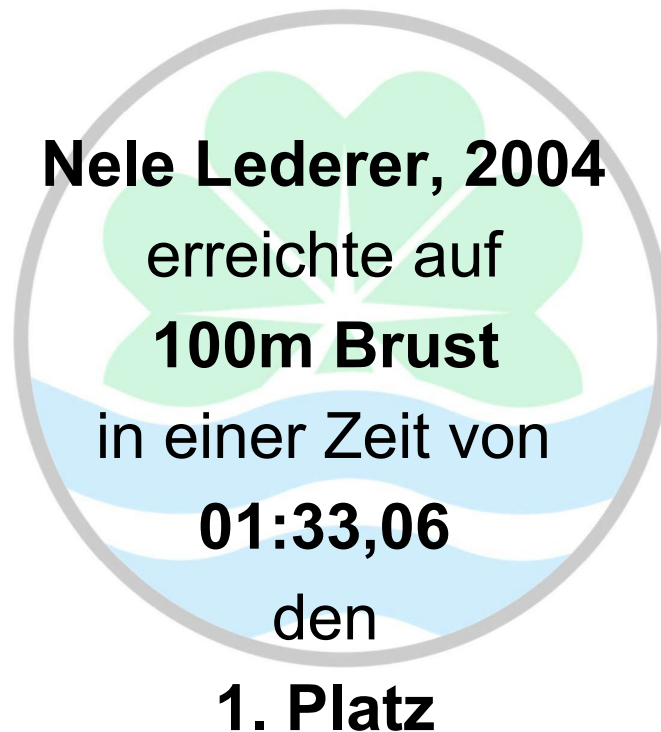 Nele Lederer, 2004
erreichte auf
100m Brust
in einer Zeit von
01:33,06
den
1. Platz